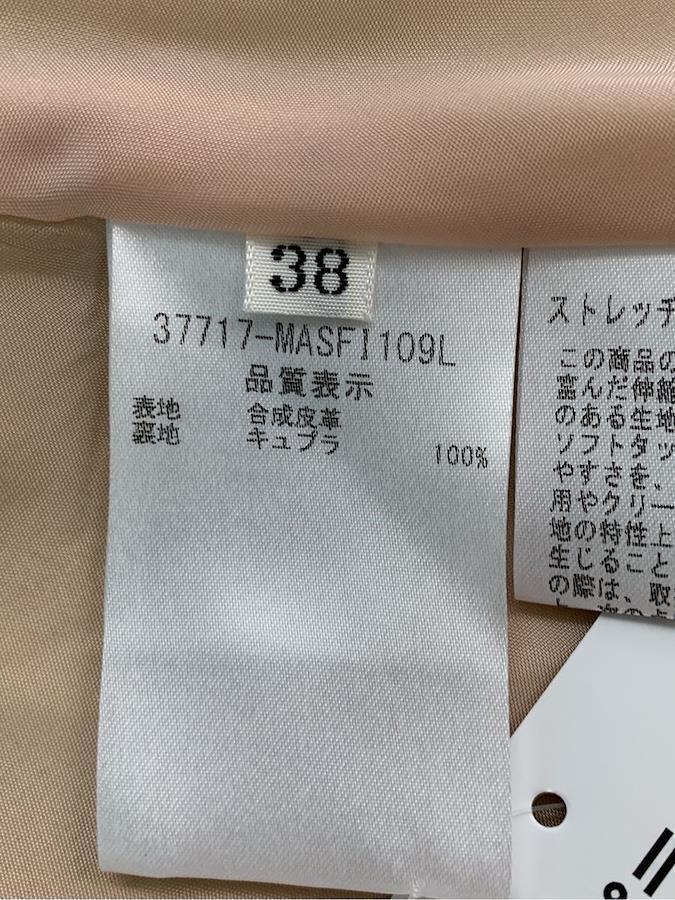 38
37717-MASFI109L
品質表示
表地 合成皮革
裏地 キュプラ 100%
ストレッチ
この商品の
富んだ伸縮
のある生地
ソフトタッ
やすさを、
用やクリー
地の特性上
生じること
の際は、取